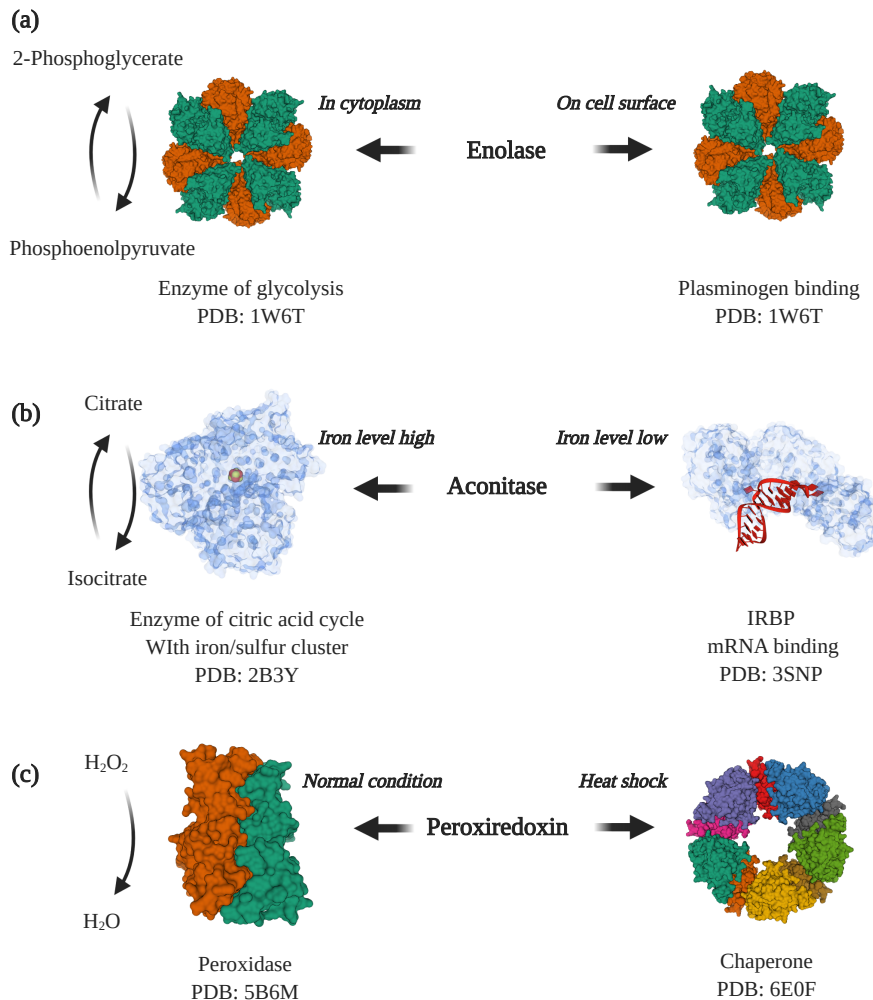 (a)
2-Phosphoglycerate
Phosphoenolpyruvate
In cytoplasm
Enolase
On cell surface
Enzyme of glycolysis
PDB: 1W6T
Plasminogen binding
PDB: 1W6T
(b)
Citrate
Isocitrate
Iron level high
Aconitase
Iron level low
Enzyme of citric acid cycle
WIth iron/sulfur cluster
PDB: 2B3Y
IRBP
mRNA binding
PDB: 3SNP
(c)
H₂O₂
H₂O
Normal condition
Peroxiredoxin
Heat shock
Peroxidase
PDB: 5B6M
Chaperone
PDB: 6E0F